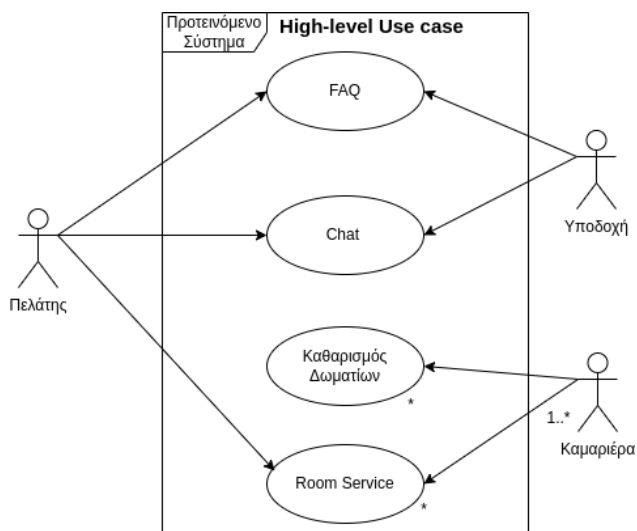 Προτεινόμενο
Σύστημα
High-level Use case
FAQ
Υποδοχή
Chat
Πελάτης
Καθαρισμός
Δωματίων
*
1..*
Καμαριέρα
Room Service
*